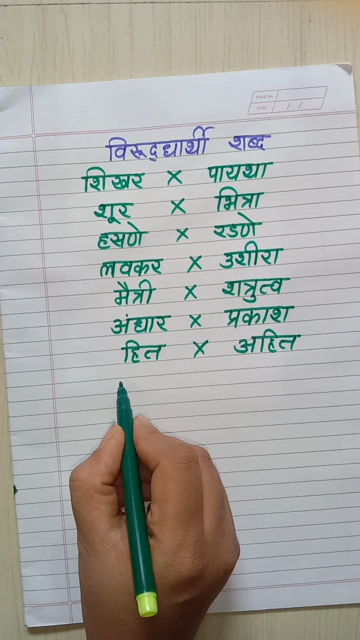 विरूद्ध्यार्थी शब्द
शिखर × पायथा
शूर × भित्रा
हसणे × रडणे
लवकर × उशीरा
मैत्री × शत्रुत्व
अंधार × प्रकाश
हित × अहित